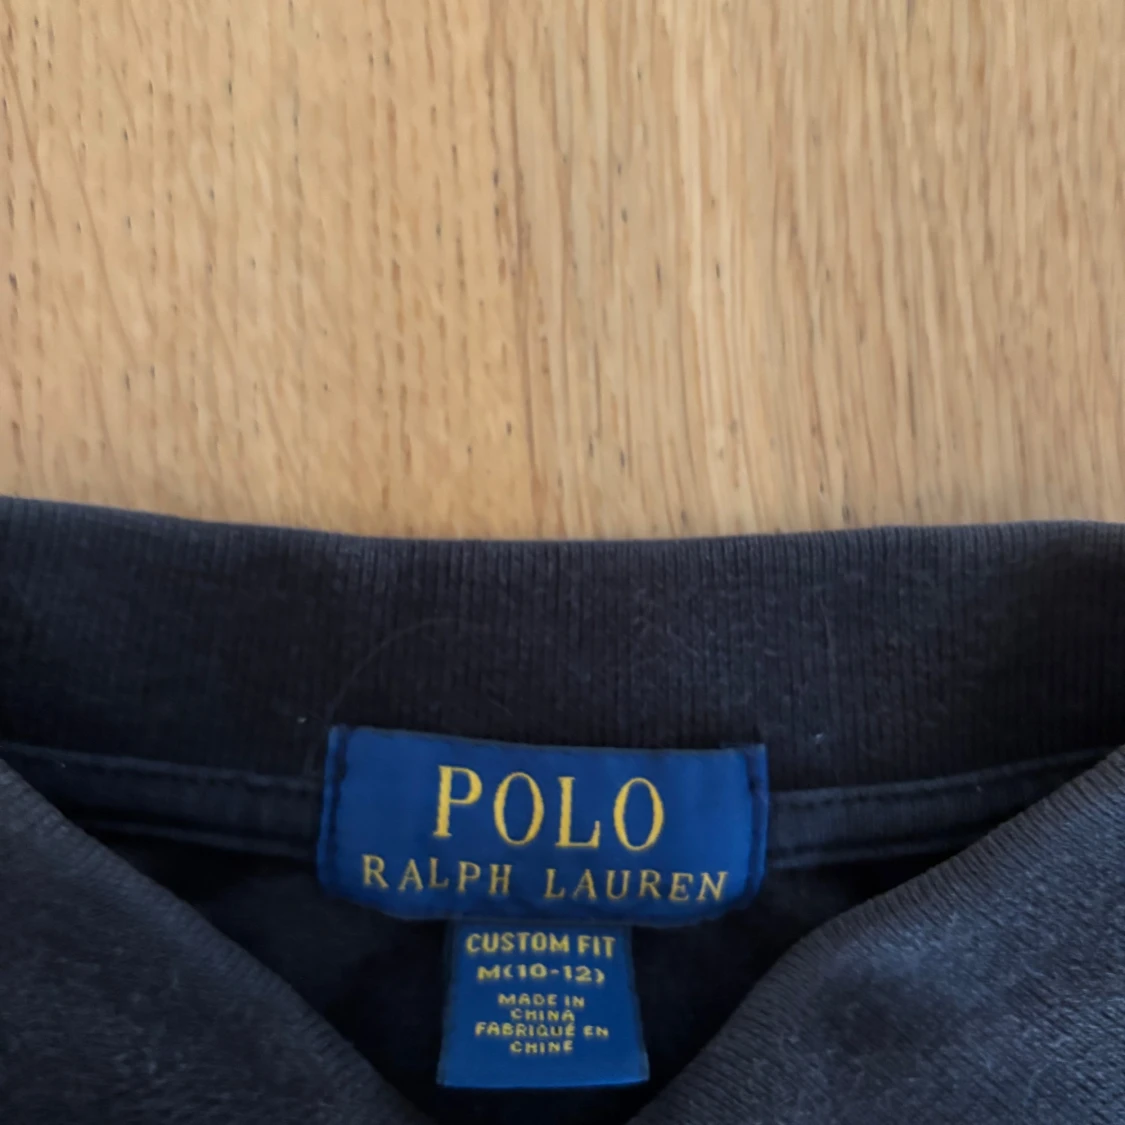 POLO
RALPH LAUREN
CUSTOM FIT
M(10-12)
MADE IN
CHINA
FABRIQUÉ EN
CHINE